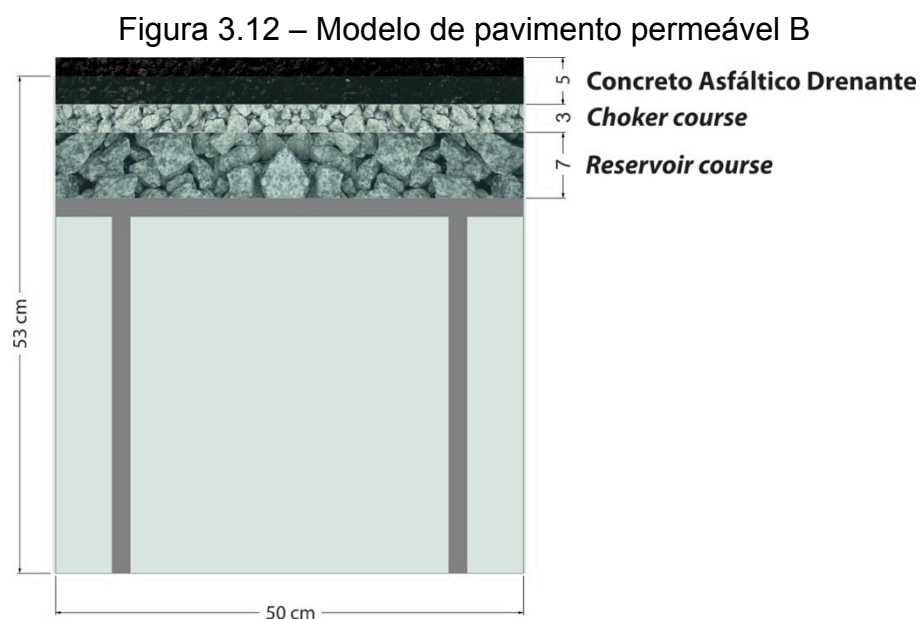 Figura 3.12 – Modelo de pavimento permeável B
5 Concreto Asfáltico Drenante
3 Choker course
7 Reservoir course
53 cm
50 cm